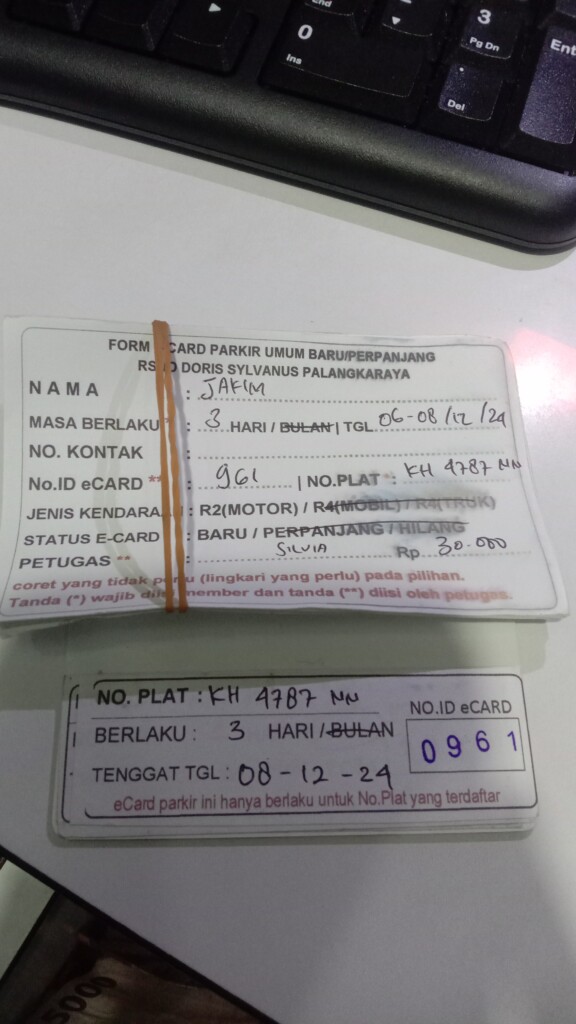 End
0
Ins
3
Pg Dn
.
Del
Ent
FORM CARD PARKIR UMUM BARU/PERPANJANG
RS D DORIS SYLVANUS PALANGKARAYA
NAMA : JAKIM
MASA BERLAKU* : 3 HARI / BULAN | TGL 06-08/12/24
NO. KONTAK :
No.ID eCARD ** : 961 | NO.PLAT * : KH 4787 NN
JENIS KENDARAA : R2(MOTOR) / R4(MOBIL) / R4(TRUK)
STATUS E-CARD : BARU / PERPANJANG / HILANG
PETUGAS ** : SILVIA Rp 30.000
coret yang tidak perlu (lingkari yang perlu) pada pilihan.
Tanda (*) wajib diis member dan tanda (**) diisi oleh petugas.
NO. PLAT : KH 4787 NN
BERLAKU : 3 HARI /BULAN
TENGGAT TGL : 08-12-24
NO.ID eCARD
0961
eCard parkir ini hanya berlaku untuk No.Plat yang terdaftar
5000